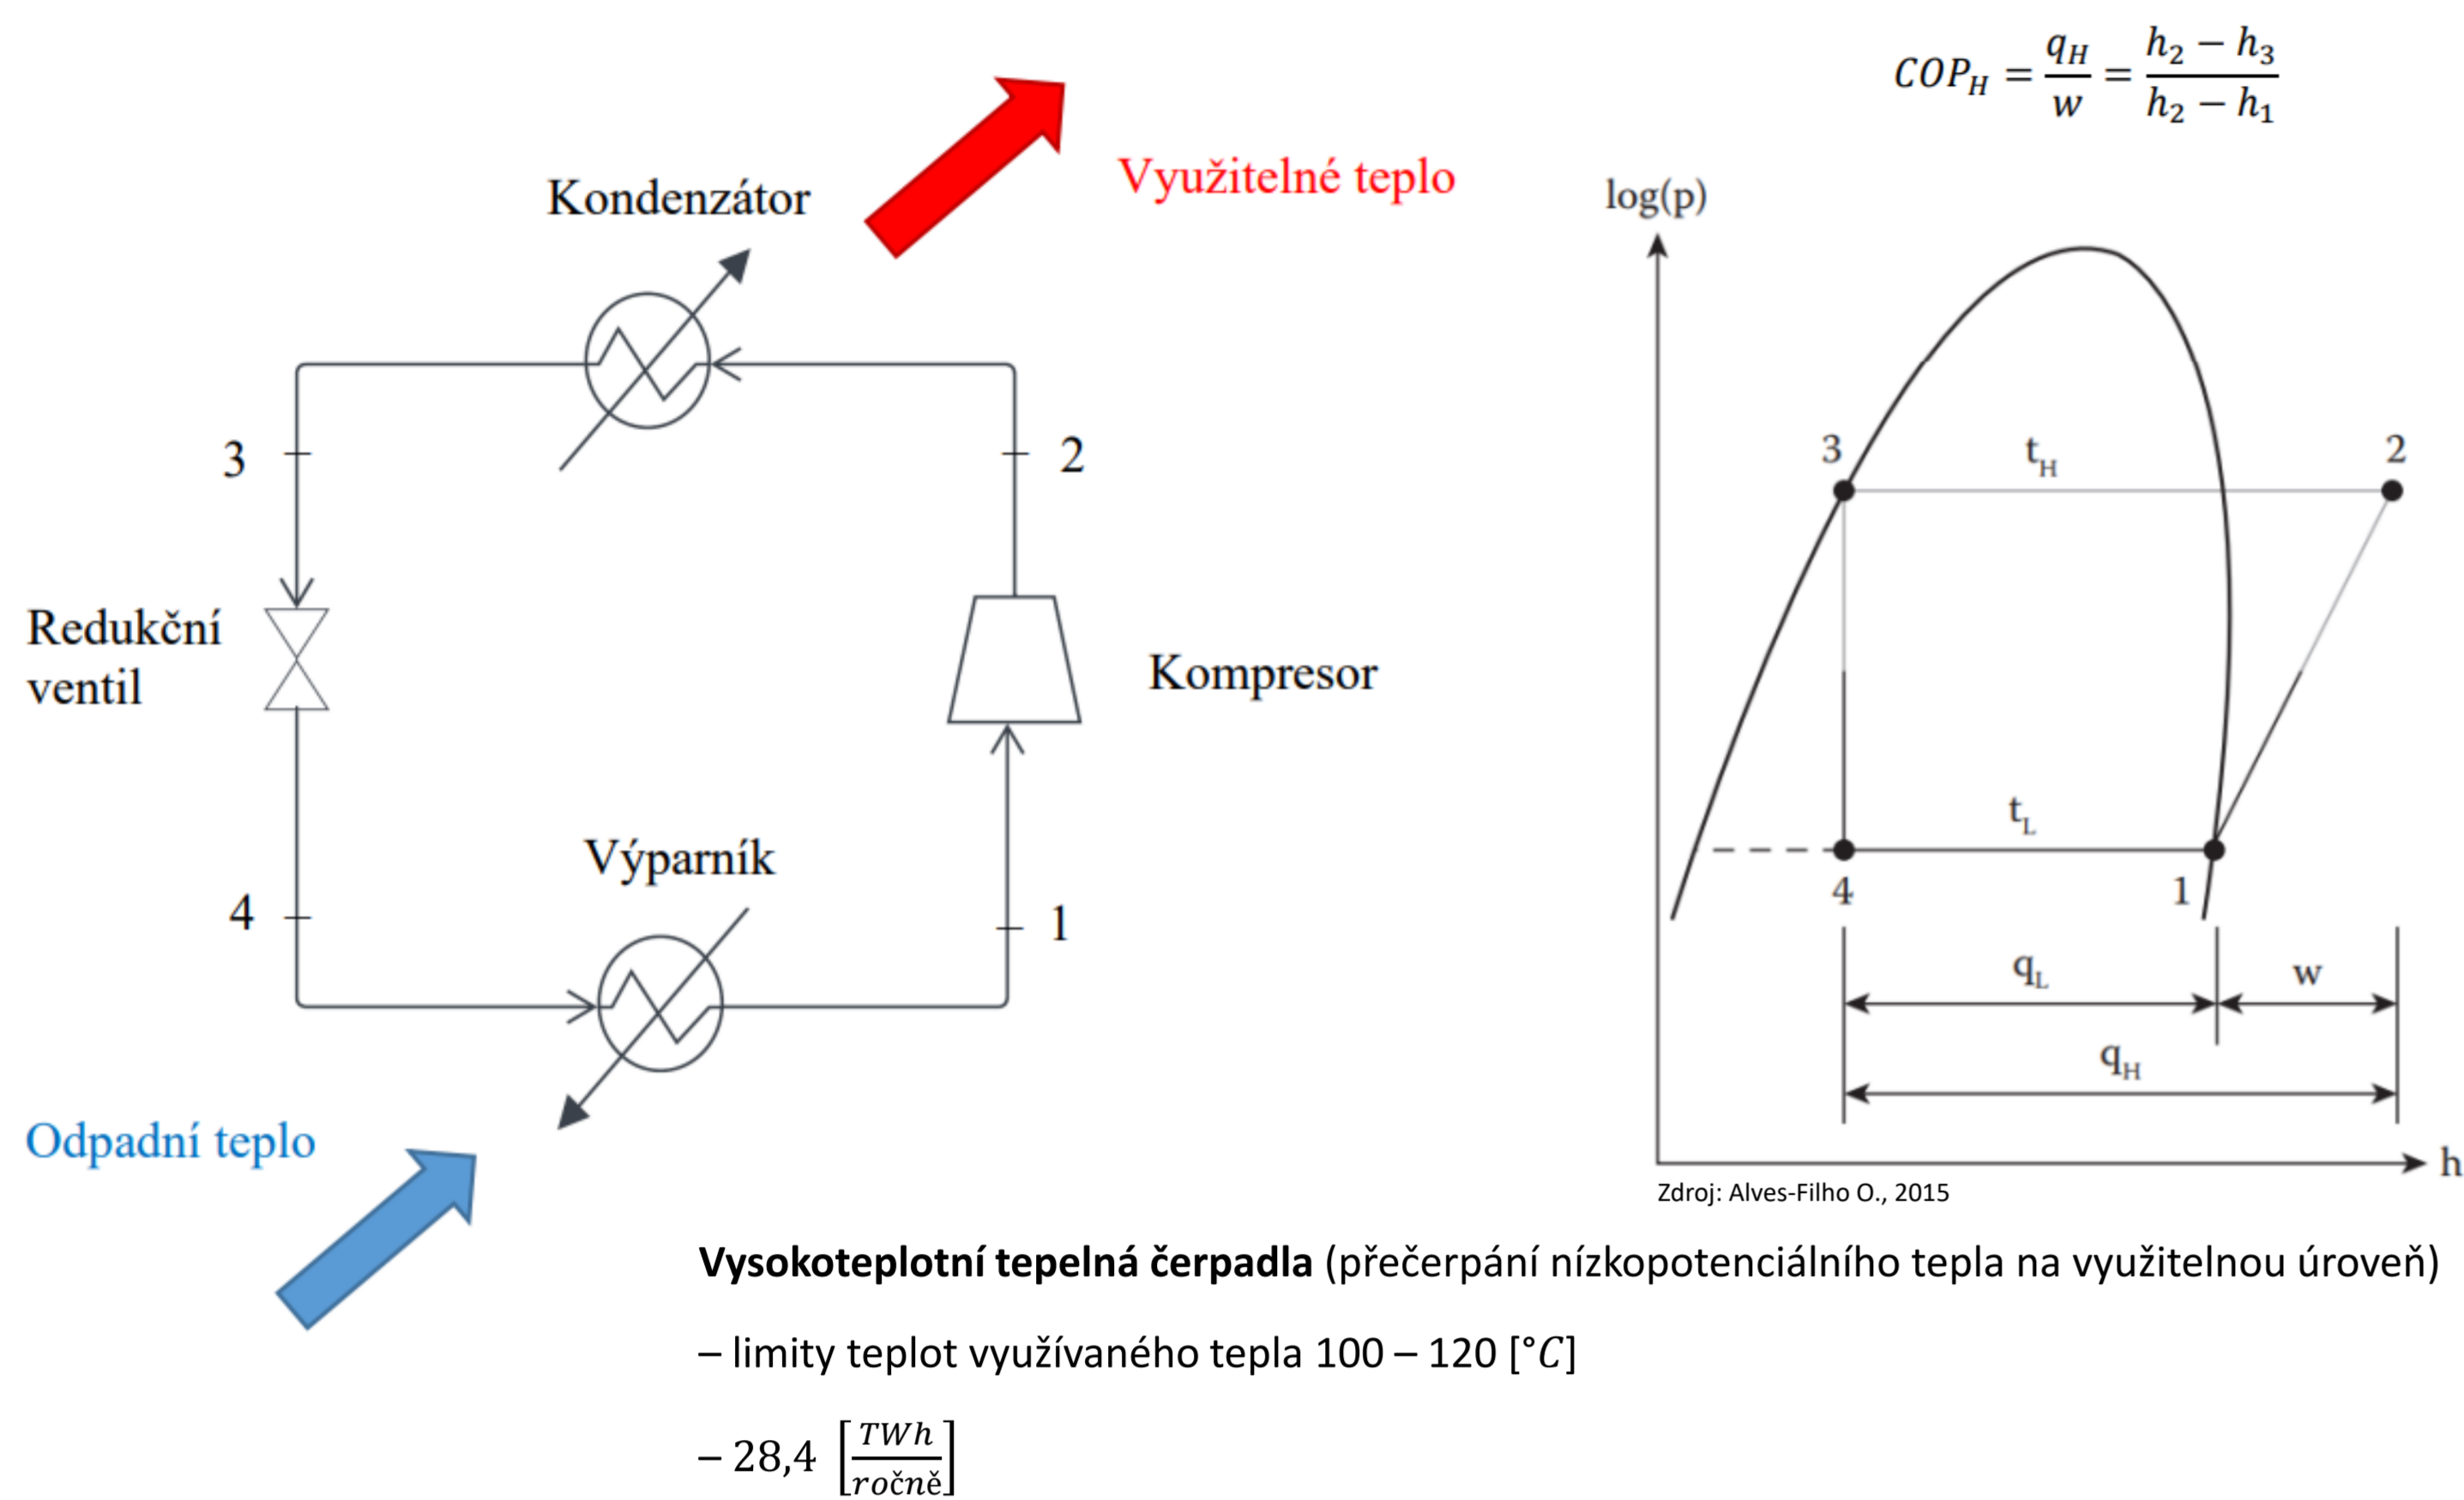 COP_H = q_H / w = (h_2 − h_3) / (h_2 − h_1)
Využitelné teplo
Kondenzátor
3
2
Redukční
ventil
Kompresor
Výparník
4
1
Odpadní teplo
log(p)
3
t_H
2
t_L
4
1
q_L
w
q_H
h
Zdroj: Alves-Filho O., 2015
Vysokoteplotní tepelná čerpadla (přečerpání nízkopotenciálního tepla na využitelnou úroveň)
– limity teplot využívaného tepla 100 – 120 [°C]
– 28,4 [TWh / ročně]